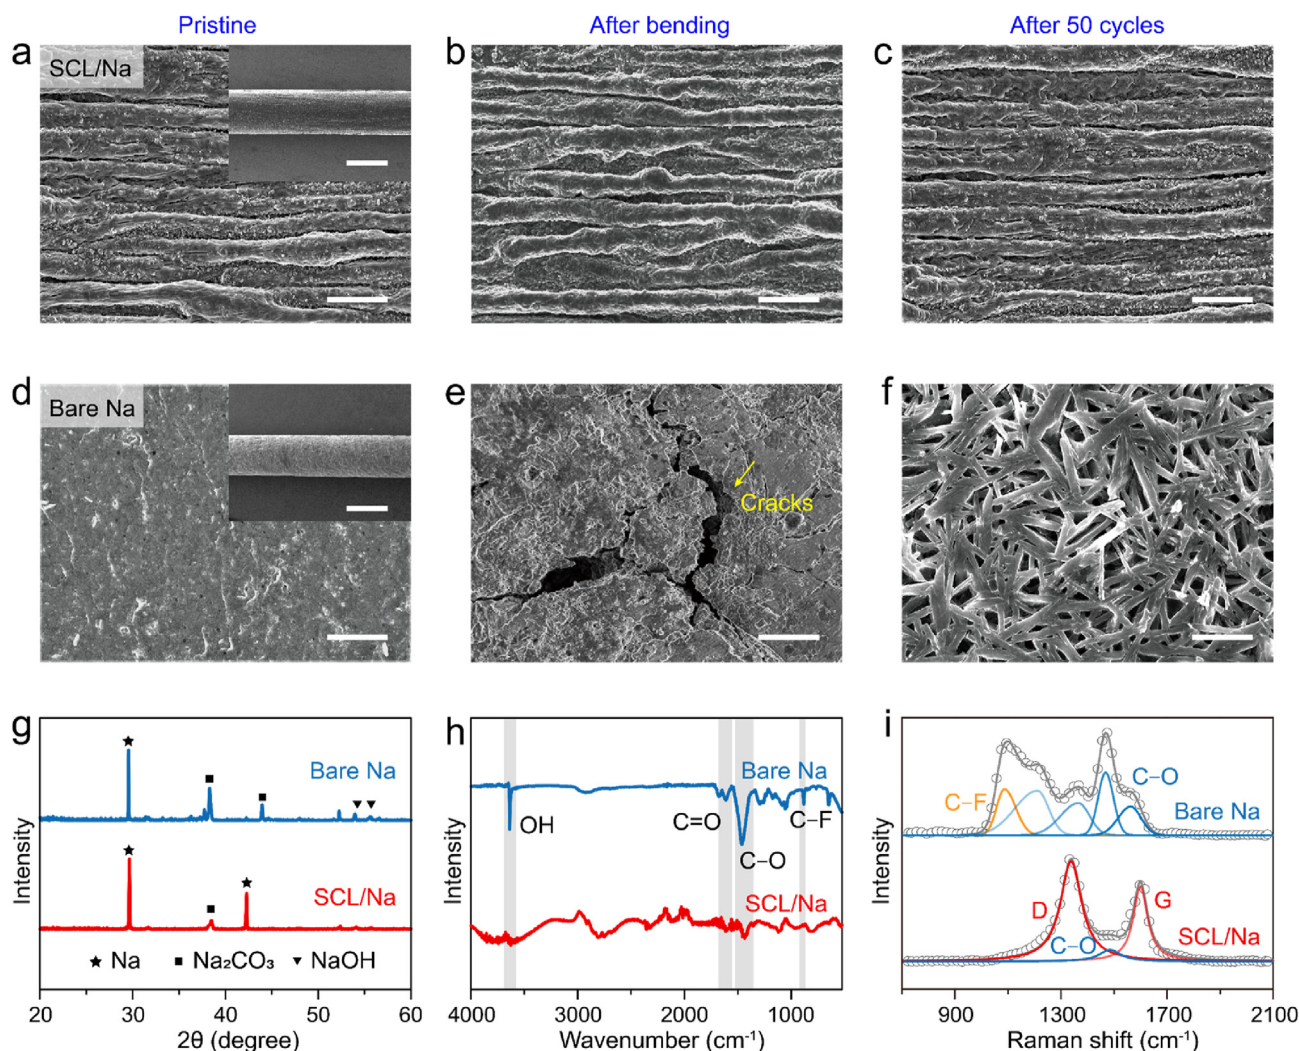 Pristine
After bending
After 50 cycles
a
SCL/Na
b
c
d
Bare Na
e
Cracks
f
g
Bare Na
SCL/Na
★ Na ■ Na₂CO₃ ▼ NaOH
Intensity
20 30 40 50 60
2θ (degree)
h
Bare Na
OH
C=O
C–F
C–O
SCL/Na
Intensity
4000 3000 2000 1000
Wavenumber (cm⁻¹)
i
C–F
C–O
Bare Na
D
G
C–O
SCL/Na
Intensity
900 1300 1700 2100
Raman shift (cm⁻¹)